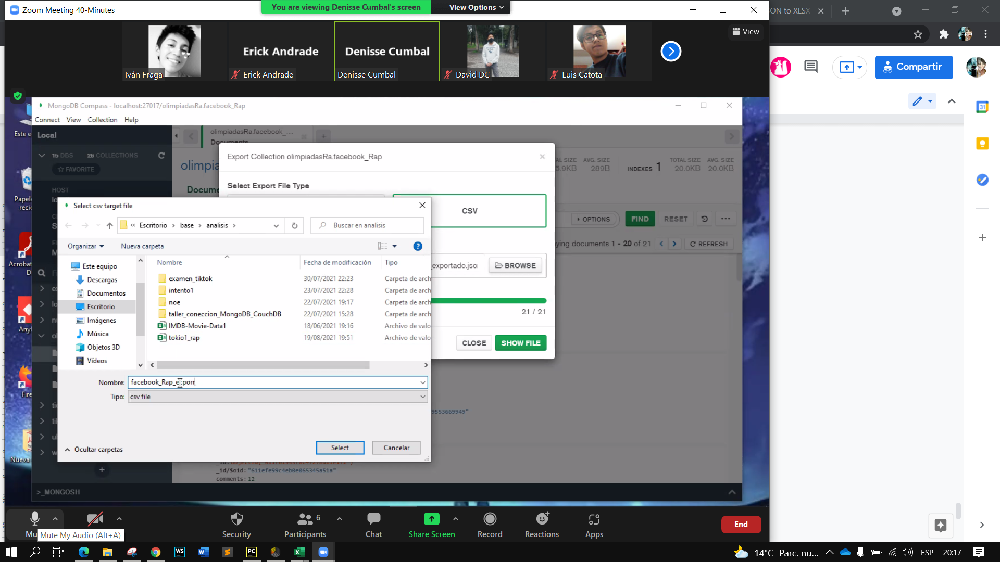 Zoom Meeting 40-Minutes
You are viewing Denisse Cumbal's screen
View Options
ON to XLSX
View
Iván Fraga
Erick Andrade
Erick Andrade
Denisse Cumbal
Denisse Cumbal
David DC
Luis Catota
Compartir
MongoDB Compass - localhost:27017/olimpiadasRa.facebook_Rap
Connect View Collection Help
Local
15 DBS 26 COLLECTIONS
FAVORITE
HOST
olimpiadasRa.facebook_...
Documents
olimpia
Docume
AVG. SIZE
289B
INDEXES 1
TOTAL SIZE
20.0KB
AVG. SIZE
20.0KB
OPTIONS
FIND
RESET
ying documents 1 - 20 of 21
REFRESH
Export Collection olimpiadasRa.facebook_Rap
Select Export File Type
CSV
BROWSE
21 / 21
CLOSE
SHOW FILE
Select csv target file
« Escritorio › base › analisis ›
Buscar en analisis
Organizar
Nueva carpeta
Este equipo
Descargas
Documentos
Escritorio
Imágenes
Música
Objetos 3D
Vídeos
Nombre Fecha de modificación Tipo
examen_tiktok 30/07/2021 22:23 Carpeta de arch
intento1 23/07/2021 22:28 Carpeta de arch
noe 22/07/2021 19:17 Carpeta de arch
taller_coneccion_MongoDB_CouchDB 22/07/2021 15:28 Carpeta de arch
IMDB-Movie-Data1 18/06/2021 19:16 Archivo de valo
tokio1_rap 19/08/2021 19:51 Archivo de valo
Nombre:
Tipo: csv file
Ocultar carpetas
Select
Cancelar
9553669949"
_id/$oid: "611efe99c4eb0e065345a51a"
comments: 12
>_MONGOSH
Este e
Papele
reci
Acrobat
D
Any
Fire
Nueva
Mu
Mute My Audio (Alt+A)
Security
6
Participants
Chat
Share Screen
Record
Reactions
Apps
End
WS
PC
14°C Parc. nu...
ESP
20:17
31